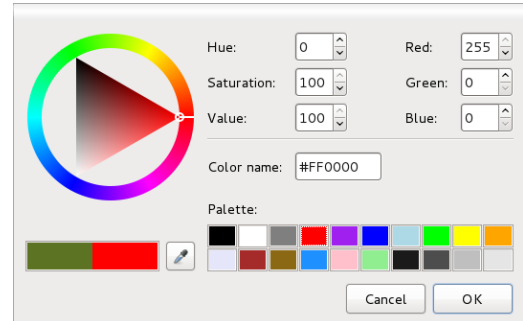 Hue: 0 Red: 255
Saturation: 100 Green: 0
Value: 100 Blue: 0
Color name: #FF0000
Palette:
Cancel OK